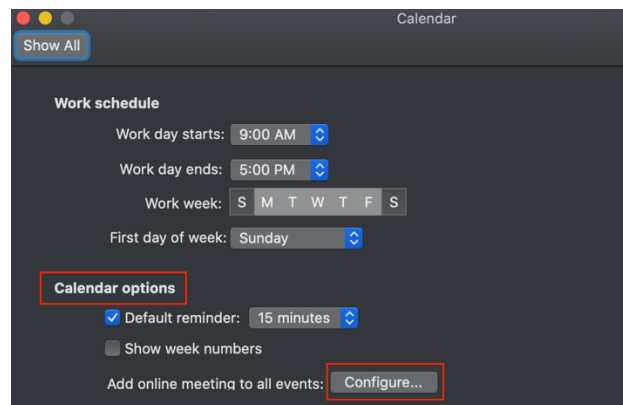 Calendar
Show All
Work schedule
Work day starts: 9:00 AM
Work day ends: 5:00 PM
Work week: S M T W T F S
First day of week: Sunday
Calendar options
Default reminder: 15 minutes
Show week numbers
Add online meeting to all events: Configure...